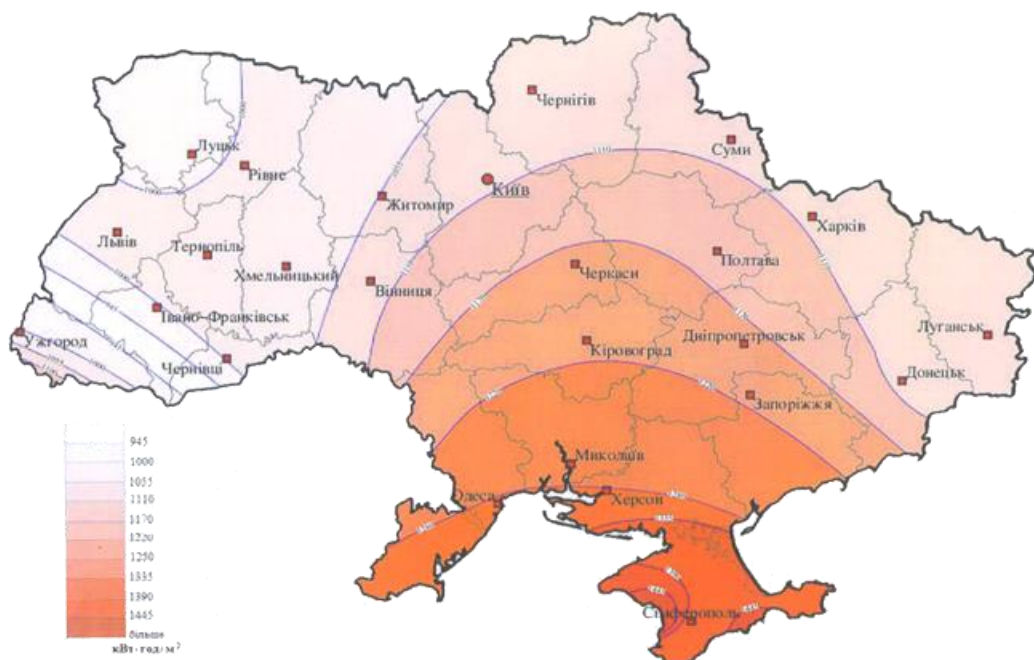 Чернігів
Луцьк
Рівне
Суми
Київ
Житомир
Харків
Львів
Тернопіль
Хмельницький
Вінниця
Черкаси
Полтава
Івано-Франківськ
Ужгород
Чернівці
Кіровоград
Дніпропетровськ
Луганськ
Донецьк
Запоріжжя
Миколаїв
Одеса
Херсон
Сімферополь
945
1000
1055
1110
1170
1220
1250
1335
1390
1445
більше
кВт·год/м²